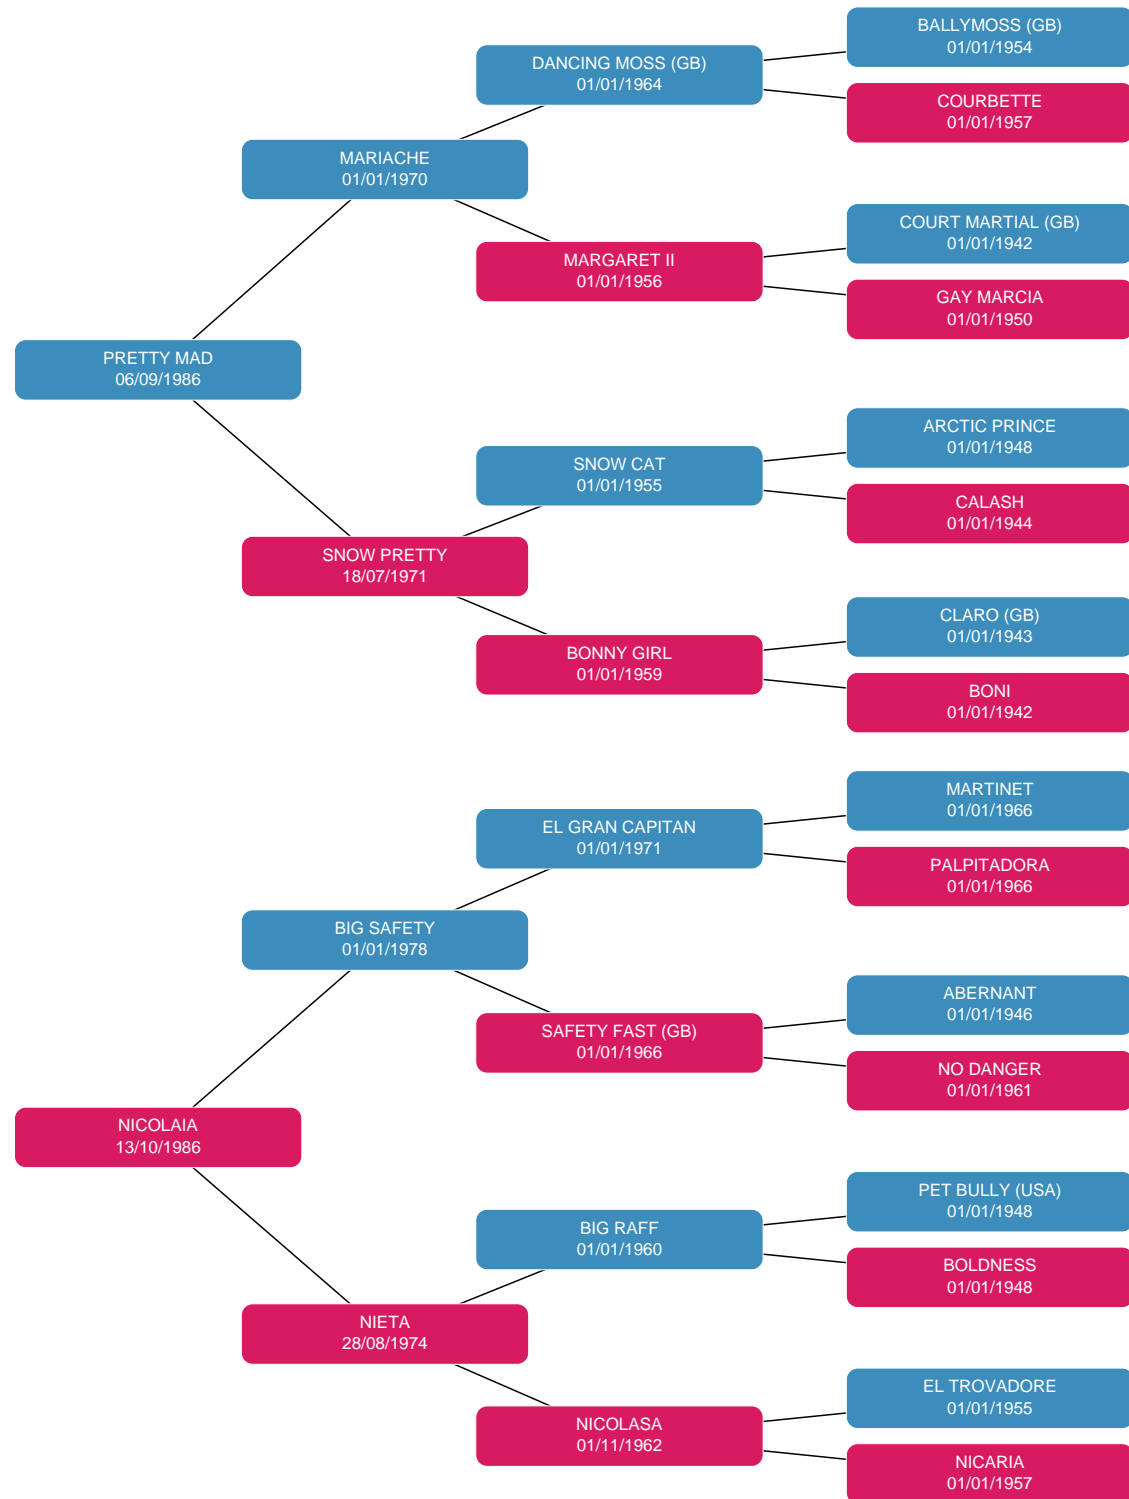 BALLYMOSS (GB)
01/01/1954
DANCING MOSS (GB)
01/01/1964
COURBETTE
01/01/1957
MARIACHE
01/01/1970
COURT MARTIAL (GB)
01/01/1942
MARGARET II
01/01/1956
GAY MARCIA
01/01/1950
PRETTY MAD
06/09/1986
ARCTIC PRINCE
01/01/1948
SNOW CAT
01/01/1955
CALASH
01/01/1944
SNOW PRETTY
18/07/1971
CLARO (GB)
01/01/1943
BONNY GIRL
01/01/1959
BONI
01/01/1942
MARTINET
01/01/1966
EL GRAN CAPITAN
01/01/1971
PALPITADORA
01/01/1966
BIG SAFETY
01/01/1978
ABERNANT
01/01/1946
SAFETY FAST (GB)
01/01/1966
NO DANGER
01/01/1961
NICOLAIA
13/10/1986
PET BULLY (USA)
01/01/1948
BIG RAFF
01/01/1960
BOLDNESS
01/01/1948
NIETA
28/08/1974
EL TROVADORE
01/01/1955
NICOLASA
01/11/1962
NICARIA
01/01/1957